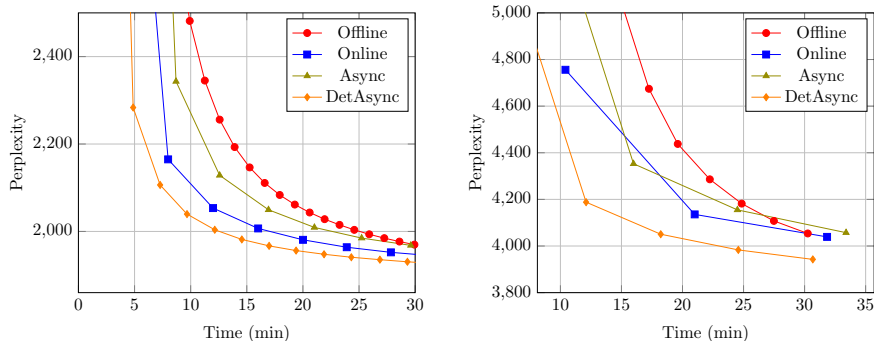 2,400
2,200
2,000
Perplexity
0
5
10
15
20
25
30
Time (min)
Offline
Online
Async
DetAsync
5,000
4,800
4,600
4,400
4,200
4,000
3,800
Perplexity
10
15
20
25
30
35
Time (min)
Offline
Online
Async
DetAsync